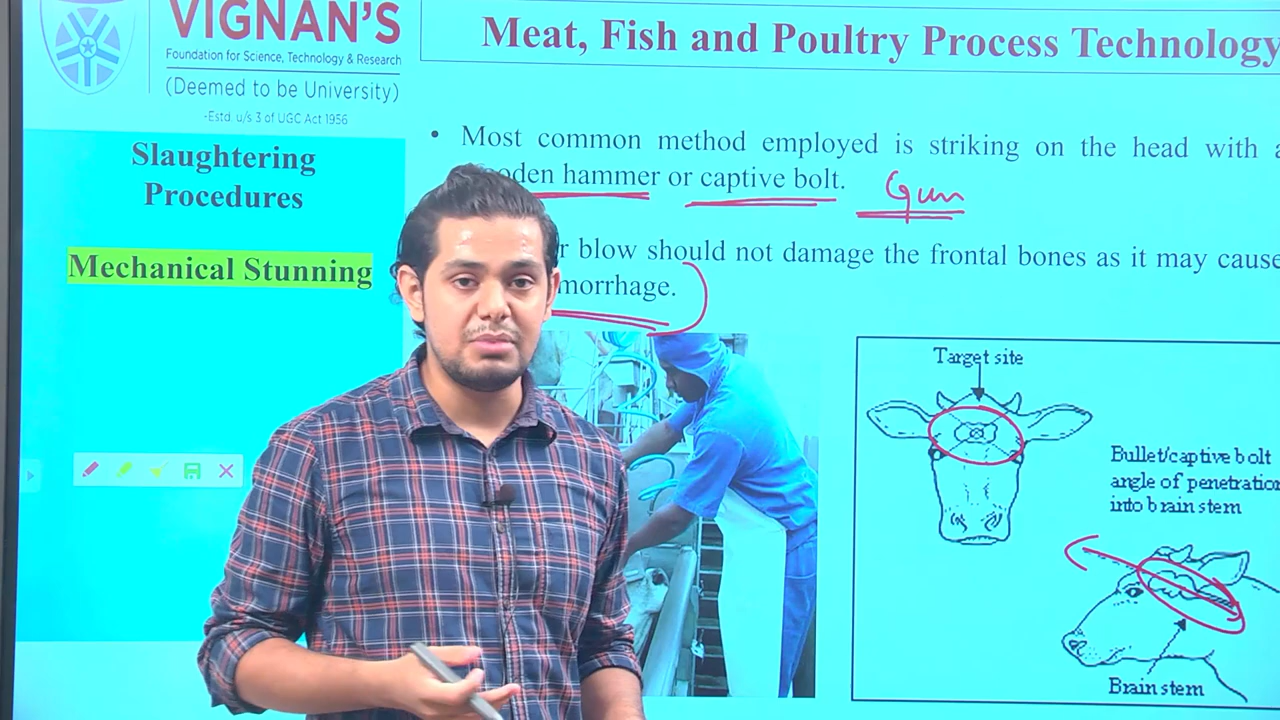 VIGNAN'S
Foundation for Science, Technology & Research
(Deemed to be University)
-Estd. u/s 3 of UGC Act 1956
Meat, Fish and Poultry Process Technology
Slaughtering
Procedures
Mechanical Stunning
• Most common method employed is striking on the head with a
hammer or captive bolt. Gun
blow should not damage the frontal bones as it may cause
Target site
Bullet/captive bolt
angle of penetration
into brain stem
Brain stem